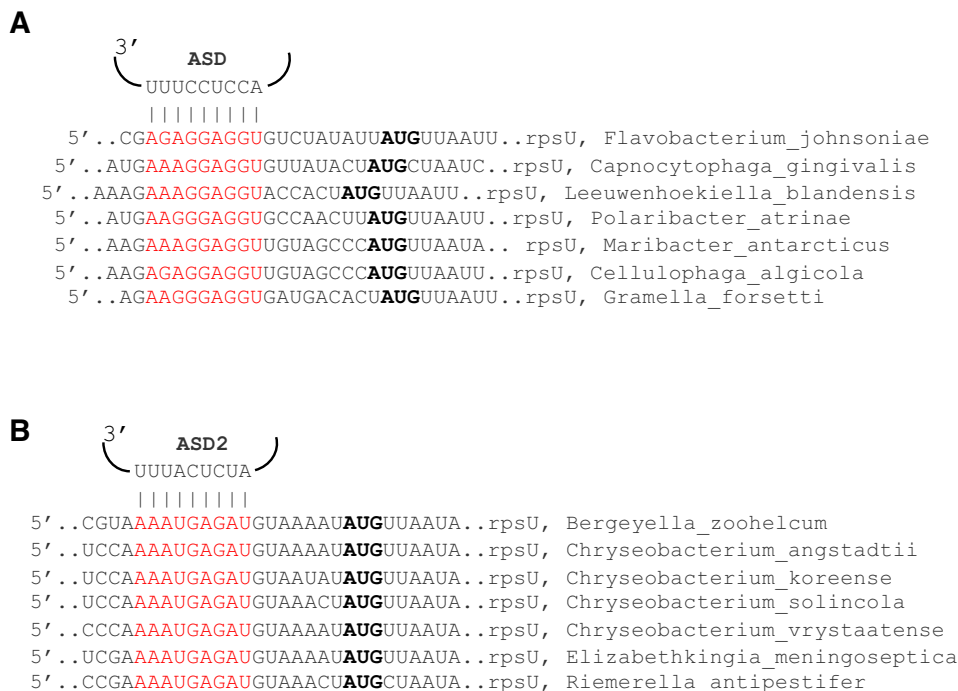 A
3′
ASD
UUUCCUCCA
|||||||||
5′..CGAGAGGAGGUGUCUAUAUUAUGUUAAUU..rpsU, Flavobacterium_johnsoniae
5′..AUGAAAGGAGGUGUUAUACUAUGCUAAUC..rpsU, Capnocytophaga_gingivalis
5′..AAAGAAAGGAGGUACCACUAUGUUAAUU..rpsU, Leeuwenhoekiella_blandensis
5′..AUGAAGGGAGGUGCCAACUUAUGUUAAUU..rpsU, Polaribacter_atrinae
5′..AAGAAAGGAGGUUGUAGCCCAUGUUAAUA.. rpsU, Maribacter_antarcticus
5′..AAGAGAGGAGGUUGUAGCCCAUGUUAAUU..rpsU, Cellulophaga_algicola
5′..AGAAGGGAGGUGAUGACACUAUGUUAAUU..rpsU, Gramella_forsetti
B
3′
ASD2
UUUACUCUA
|||||||||
5′..CGUAAAAUGAGAUGUAAAAUAUGUUAAUA..rpsU, Bergeyella_zoohelcum
5′..UCCAAAAUGAGAUGUAAAAUAUGUUAAUA..rpsU, Chryseobacterium_angstadtii
5′..UCCAAAAUGAGAUGUAAUAUAUGUUAAUA..rpsU, Chryseobacterium_koreense
5′..UCCAAAAUGAGAUGUAAACUAUGUUAAUA..rpsU, Chryseobacterium_solincola
5′..CCCAAAAUGAGAUGUAAAAUAUGUUAAUA..rpsU, Chryseobacterium_vrystaatense
5′..UCGAAAAUGAGAUGUAAAAUAUGUUAAUA..rpsU, Elizabethkingia_meningoseptica
5′..CCGAAAAUGAGAUGUAAACUAUGCUAAUA..rpsU, Riemerella_antipestifer